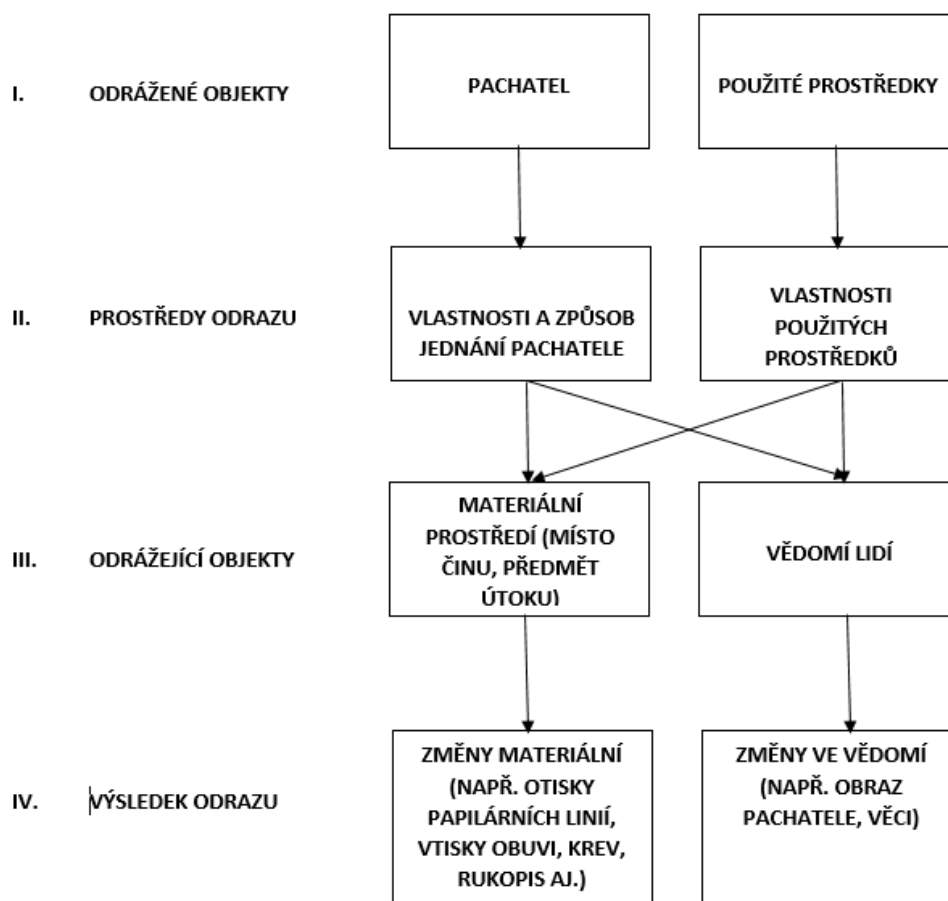 I. ODRÁŽENÉ OBJEKTY
PACHATEL
POUŽITÉ PROSTŘEDKY
II. PROSTŘEDY ODRAZU
VLASTNOSTI A ZPŮSOB
JEDNÁNÍ PACHATELE
VLASTNOSTI
POUŽITÝCH
PROSTŘEDKŮ
III. ODRÁŽEJÍCÍ OBJEKTY
MATERIÁLNÍ
PROSTŘEDÍ (MÍSTO
ČINU, PŘEDMĚT
ÚTOKU)
VĚDOMÍ LIDÍ
IV. VÝSLEDEK ODRAZU
ZMĚNY MATERIÁLNÍ
(NAPŘ. OTISKY
PAPILÁRNÍCH LINIÍ,
VTISKY OBUVI, KREV,
RUKOPIS AJ.)
ZMĚNY VE VĚDOMÍ
(NAPŘ. OBRAZ
PACHATELE, VĚCI)